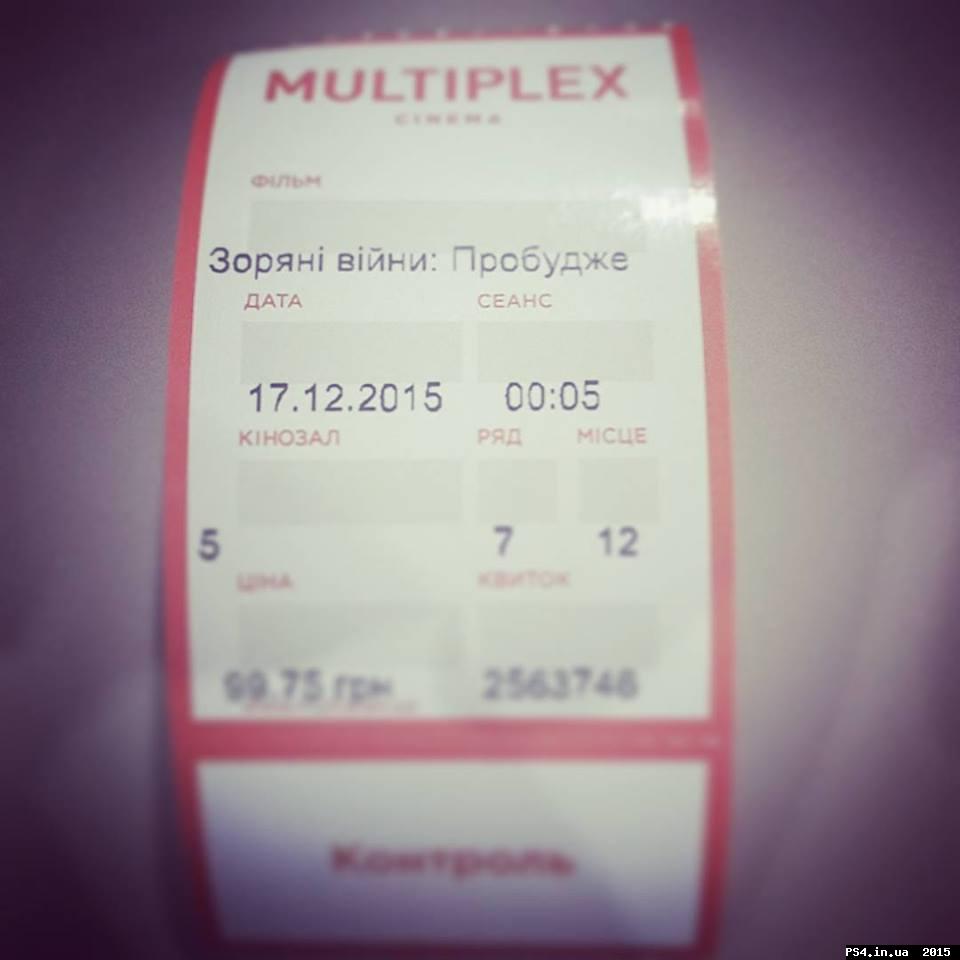 MULTIPLEX
CINEMA
ФІЛЬМ
Зоряні війни: Пробудже
ДАТА СЕАНС
17.12.2015 00:05
КІНОЗАЛ РЯД МІСЦЕ
5 7 12
ЦІНА КВИТОК
99.75 грн 2563746
Контроль
PS4.in.ua 2015